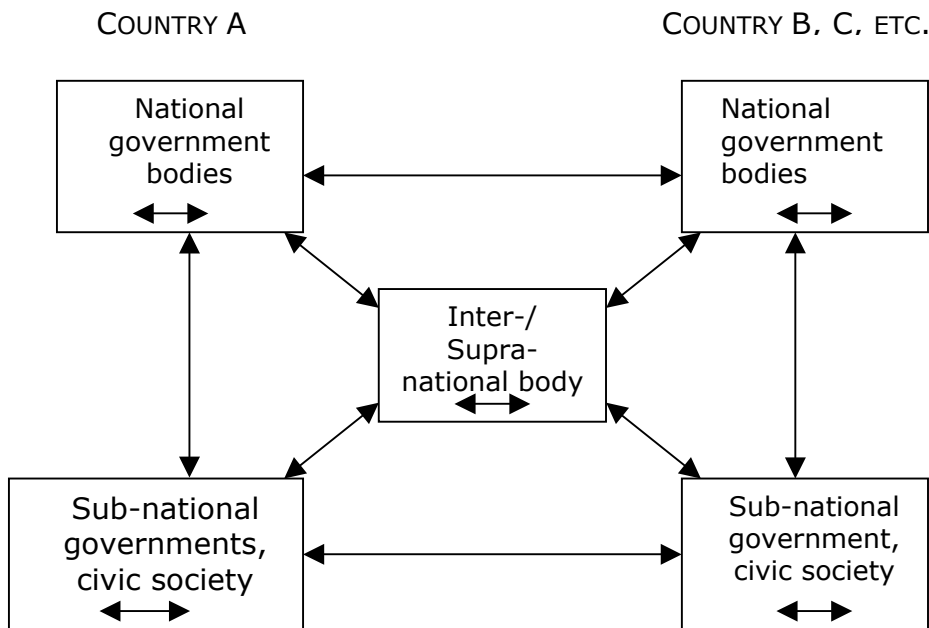 COUNTRY A
COUNTRY B, C, ETC.
National
government
bodies
National
government
bodies
Inter-/
Supra-
national body
Sub-national
governments,
civic society
Sub-national
government,
civic society